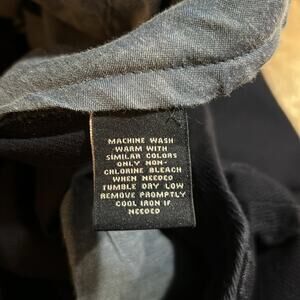 MACHINE WASH
WARM WITH
SIMILAR COLORS
ONLY NON-
CHLORINE BLEACH
WHEN NEEDED
TUMBLE DRY LOW
REMOVE PROMPTLY
COOL IRON IF
NEEDED